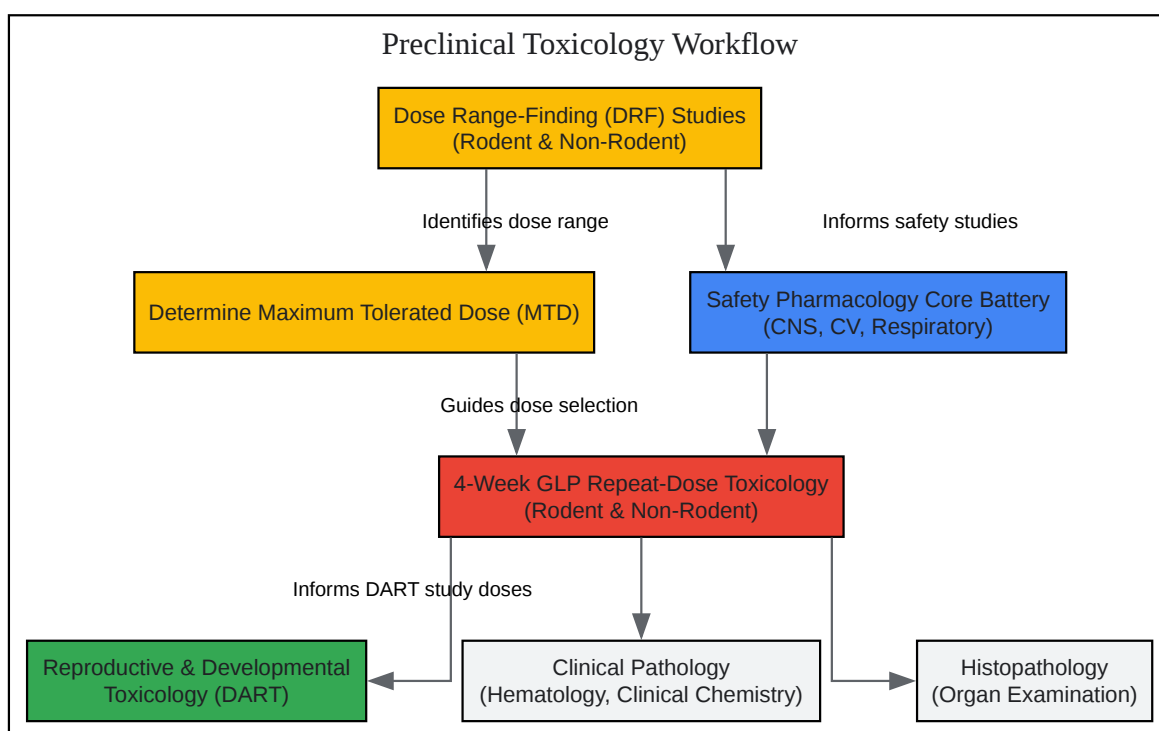 Preclinical Toxicology Workflow
Dose Range-Finding (DRF) Studies
(Rodent & Non-Rodent)
Identifies dose range
Informs safety studies
Determine Maximum Tolerated Dose (MTD)
Safety Pharmacology Core Battery
(CNS, CV, Respiratory)
Guides dose selection
4-Week GLP Repeat-Dose Toxicology
(Rodent & Non-Rodent)
Informs DART study doses
Reproductive & Developmental
Toxicology (DART)
Clinical Pathology
(Hematology, Clinical Chemistry)
Histopathology
(Organ Examination)